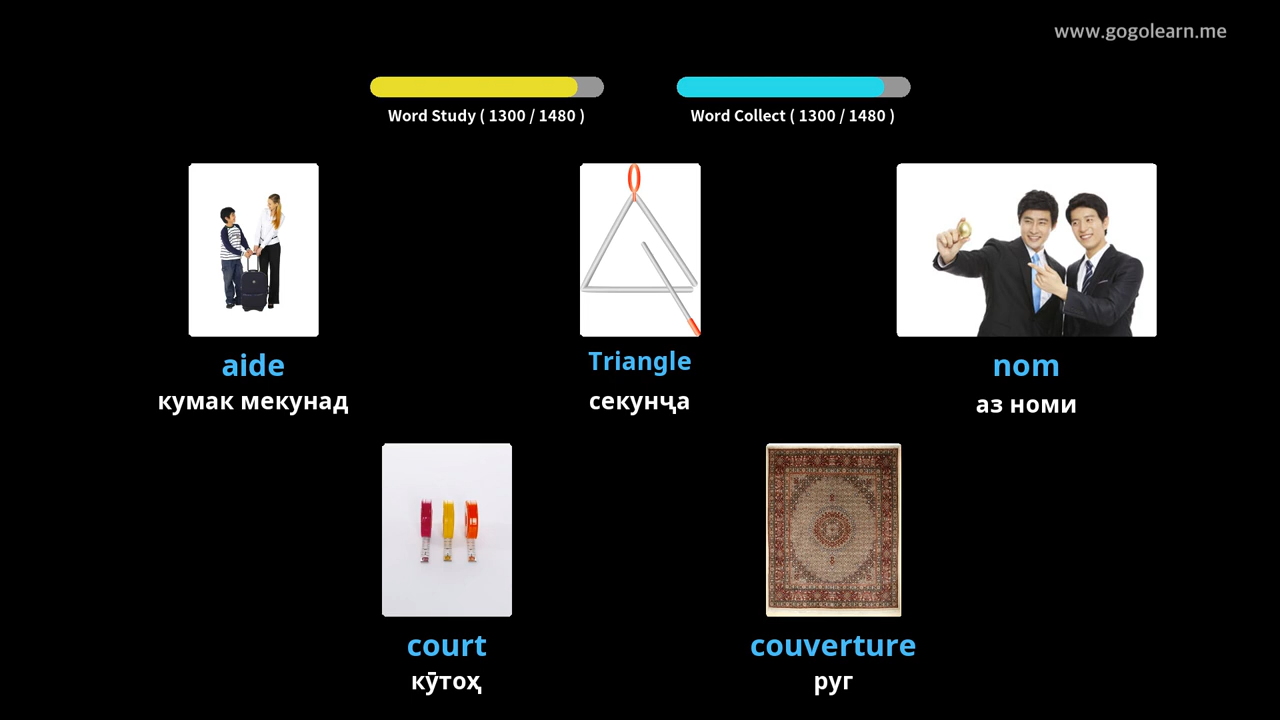 www.gogolearn.me
Word Study ( 1300 / 1480 )
Word Collect ( 1300 / 1480 )
aide
кумак мекунад
Triangle
секунҷа
nom
аз номи
court
кӯтоҳ
couverture
руг